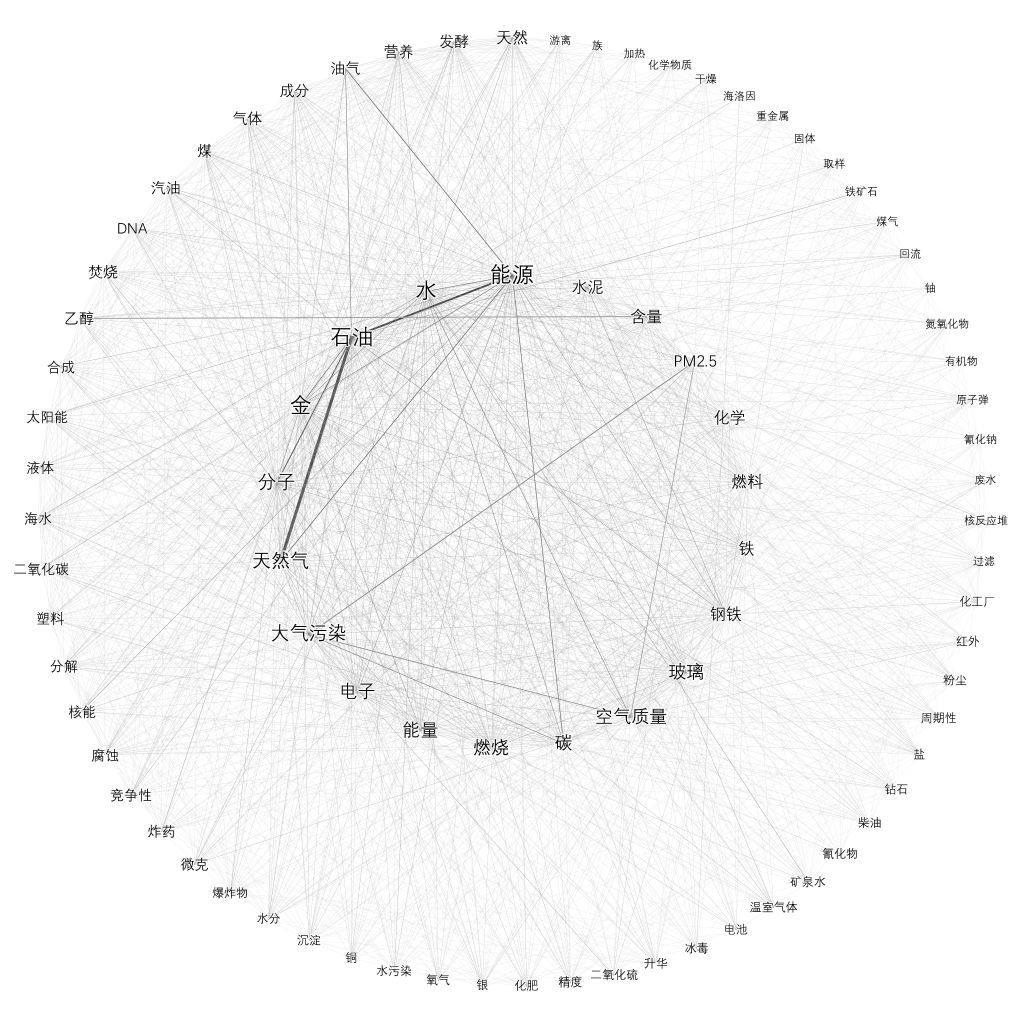 天然
游离
族
加热
化学物质
干燥
海洛因
重金属
固体
取样
铁矿石
煤气
回流
铀
氮氧化物
有机物
原子弹
氰化钠
废水
核反应堆
过滤
化工厂
红外
粉尘
周期性
盐
钻石
柴油
氰化物
矿泉水
温室气体
电池
冰毒
升华
二氧化硫
精度
化肥
银
氧气
水污染
铜
沉淀
水分
爆炸物
微克
炸药
竞争性
腐蚀
核能
分解
塑料
二氧化碳
海水
液体
太阳能
合成
乙醇
焚烧
DNA
汽油
煤
气体
成分
油气
营养
发酵
能源
水泥
含量
PM2.5
化学
燃料
铁
钢铁
玻璃
空气质量
碳
燃烧
能量
电子
大气污染
天然气
分子
金
石油
水